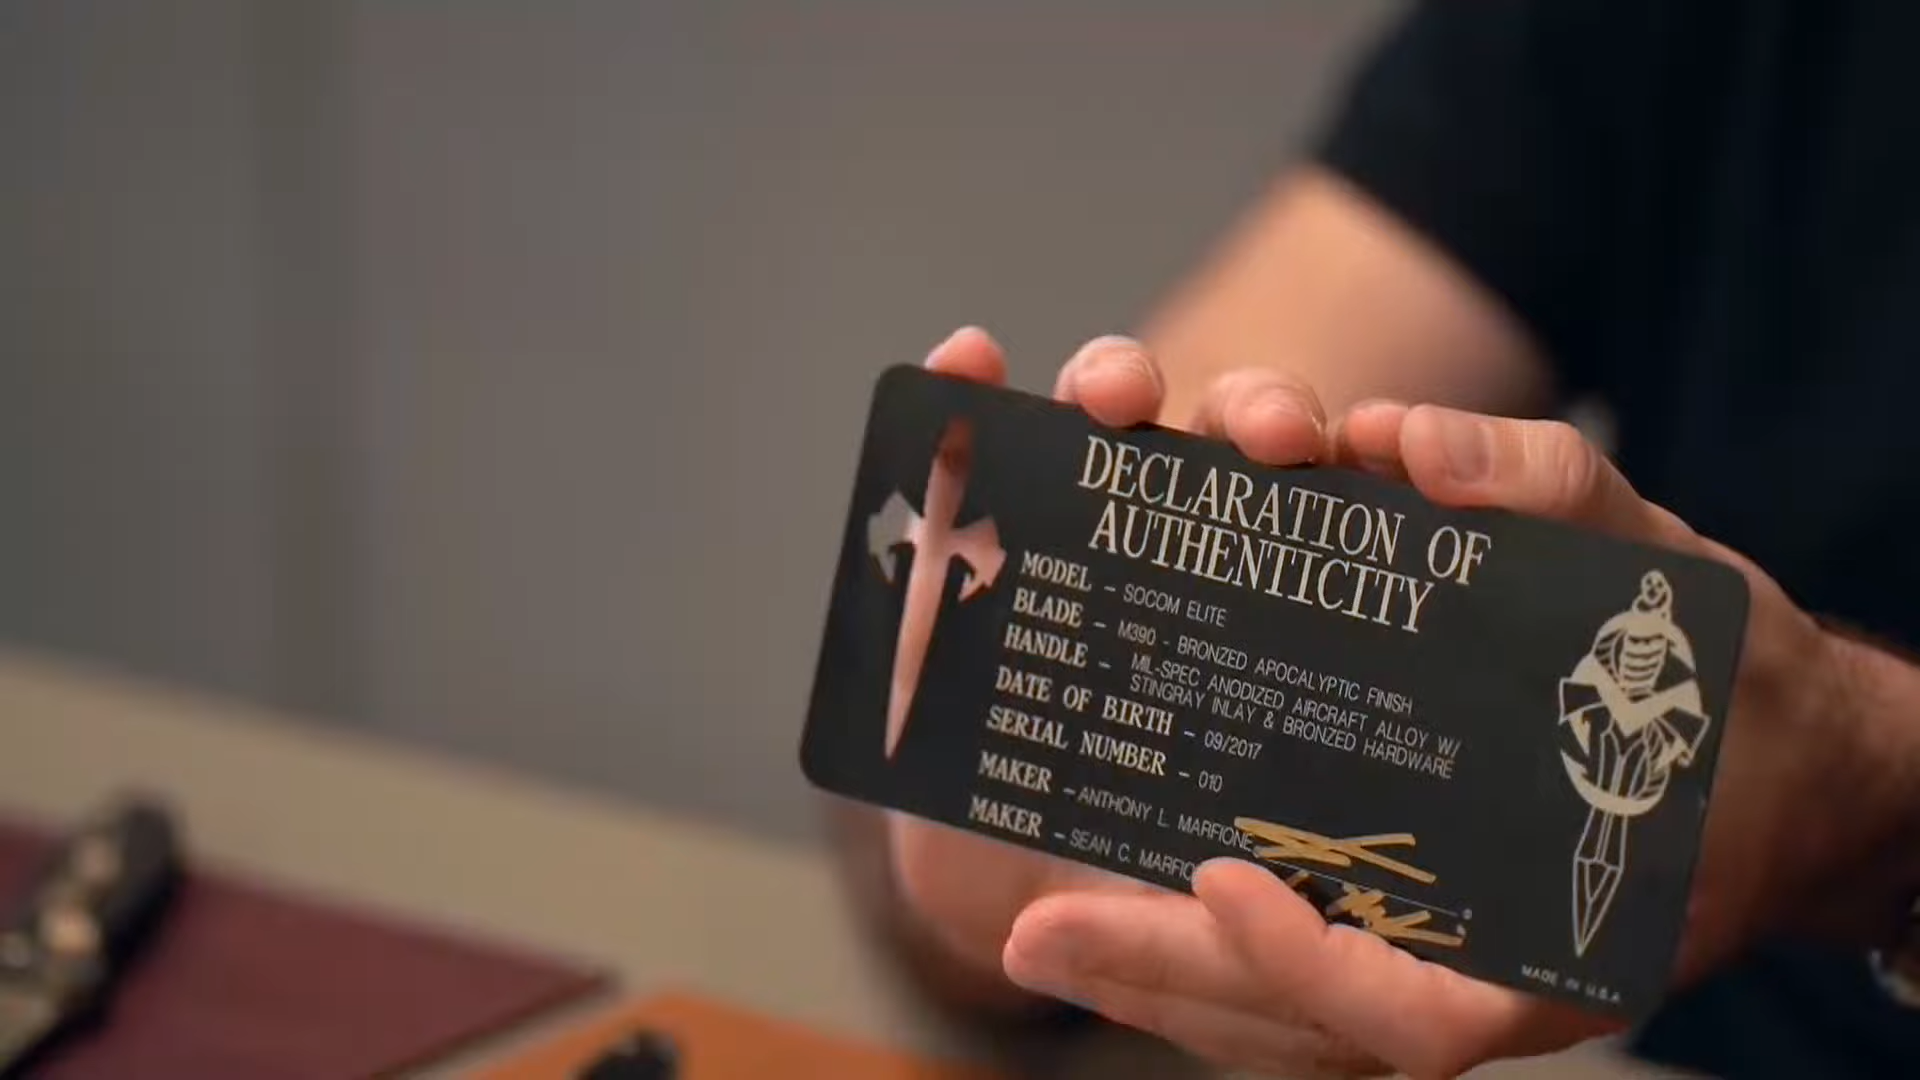 DECLARATION OF
AUTHENTICITY
MODEL - SOCOM ELITE
BLADE - M390 - BRONZED APOCALYPTIC FINISH
HANDLE - MIL-SPEC ANODIZED AIRCRAFT ALLOY W/
STINGRAY INLAY & BRONZED HARDWARE
DATE OF BIRTH - 09/2017
SERIAL NUMBER - 010
MAKER - ANTHONY L. MARFIONE
MAKER - SEAN C. MARFIO
MADE IN U.S.A